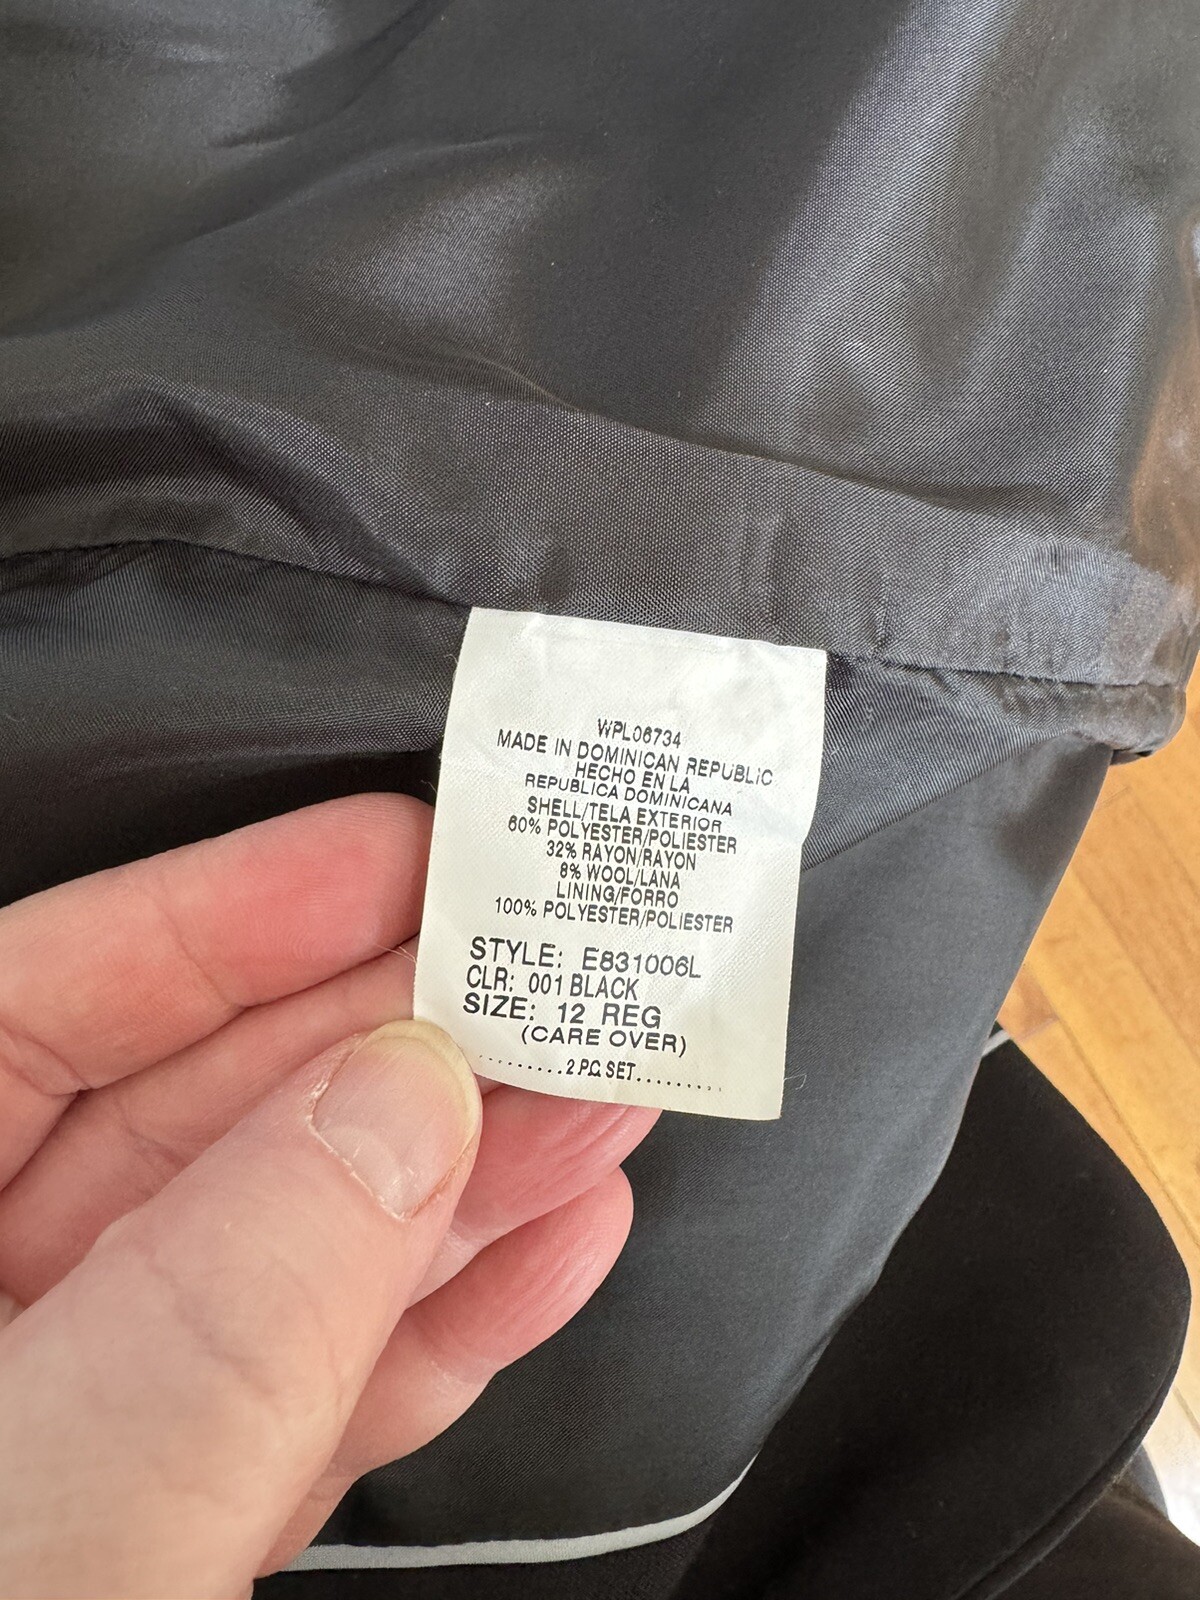 WPL06734
MADE IN DOMINICAN REPUBLIC
HECHO EN LA
REPUBLICA DOMINICANA
SHELL/TELA EXTERIOR
60% POLYESTER/POLIESTER
32% RAYON/RAYON
8% WOOL/LANA
LINING/FORRO
100% POLYESTER/POLIESTER
STYLE: E831006L
CLR: 001 BLACK
SIZE: 12 REG
(CARE OVER)
.........2 PC. SET.........